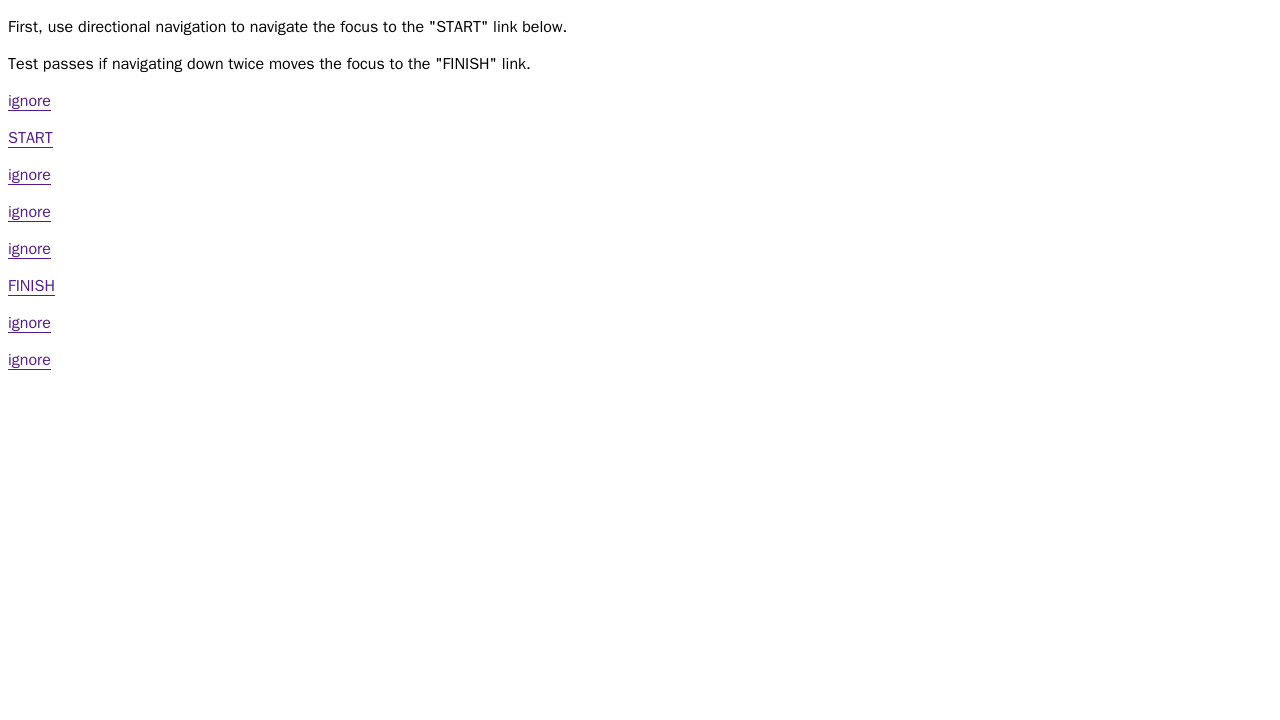 First, use directional navigation to navigate the focus to the "START" link below.
Test passes if navigating down twice moves the focus to the "FINISH" link.
ignore
START
ignore
ignore
ignore
FINISH
ignore
ignore